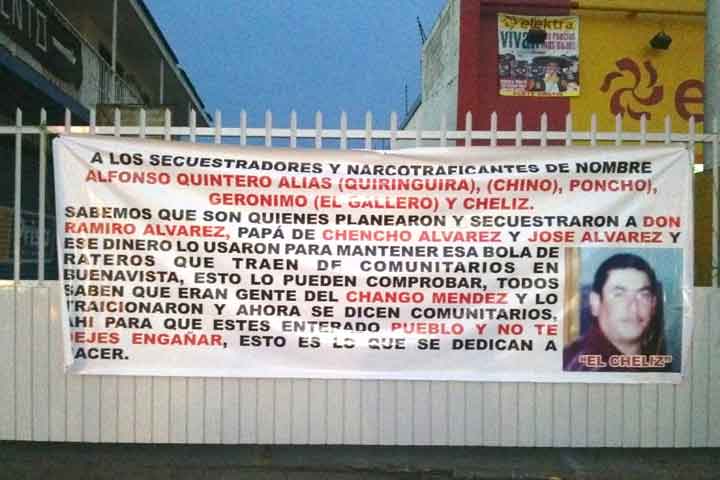 elektra
VIVA
A LOS SECUESTRADORES Y NARCOTRAFICANTES DE NOMBRE
ALFONSO QUINTERO ALIAS (QUIRINGUIRA), (CHINO), PONCHO),
GERONIMO (EL GALLERO) Y CHELIZ.
SABEMOS QUE SON QUIENES PLANEARON Y SECUESTRARON A DON
RAMIRO ALVAREZ, PAPÁ DE CHENCHO ALVAREZ Y JOSE ALVAREZ Y
ESE DINERO LO USARON PARA MANTENER ESA BOLA DE
RATEROS QUE TRAEN DE COMUNITARIOS EN
BUENAVISTA, ESTO LO PUEDEN COMPROBAR, TODOS
SABEN QUE ERAN GENTE DEL CHANGO MENDEZ Y LO
TRAICIONARON Y AHORA SE DICEN COMUNITARIOS,
AHI PARA QUE ESTES ENTERADO PUEBLO Y NO TE
DEJES ENGAÑAR, ESTO ES LO QUE SE DEDICAN A
HACER.
"EL CHELIZ"